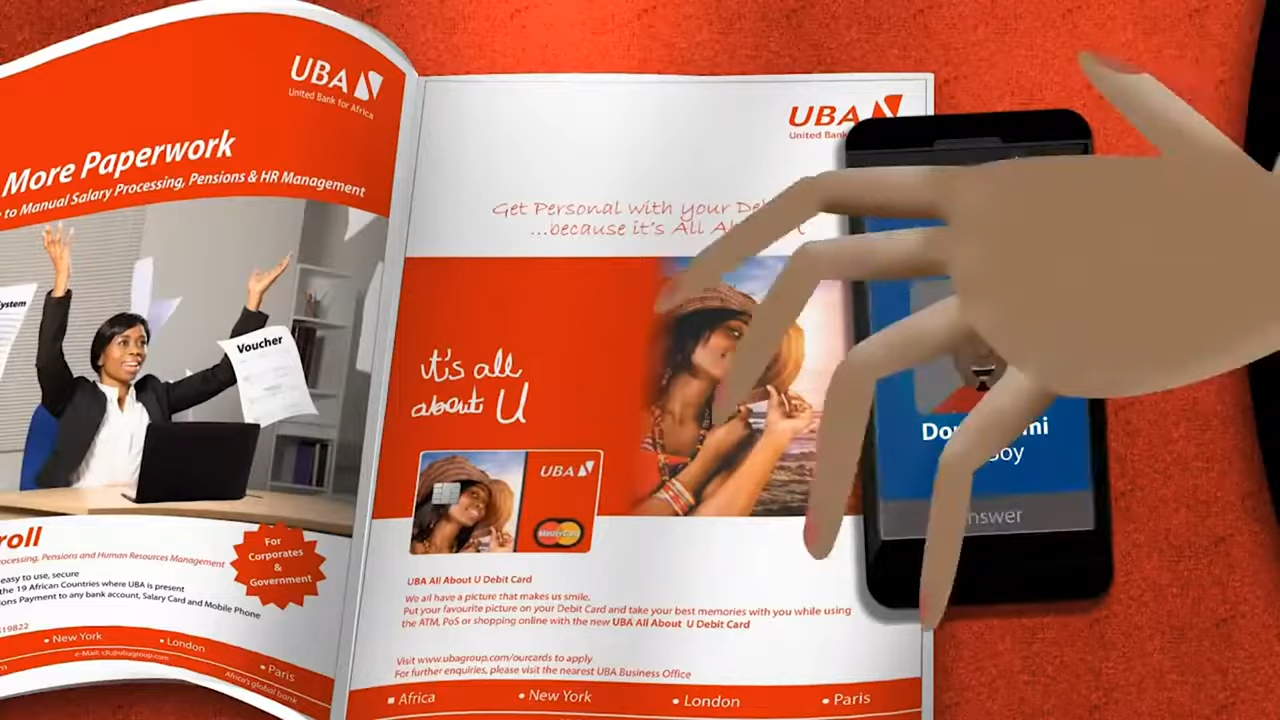 UBA
United Bank for Africa
More Paperwork
to Manual Salary Processing, Pensions & HR Management
ystem
Voucher
roll
rocessing, Pensions and Human Resources Management
easy to use, secure
the 19 African Countries where UBA is present
ions Payment to any bank account, Salary Card and Mobile Phone
For
Corporates
&
Government
19822
• New York
• London
• Paris
e-Mail: cfc@ubagroup.com
Africa's global bank
UBA
United Bank
Get Personal with your
...because it's All
it's all
about U
UBA
MasterCard
UBA All About U Debit Card
We all have a picture that makes us smile.
Put your favourite picture on your Debit Card and take your best memories with you while using
the ATM, PoS or shopping online with the new UBA All About U Debit Card
Visit www.ubagroup.com/ourcards to apply
For further enquiries, please visit the nearest UBA Business Office
■ Africa
• New York
• London
• Paris
nswer